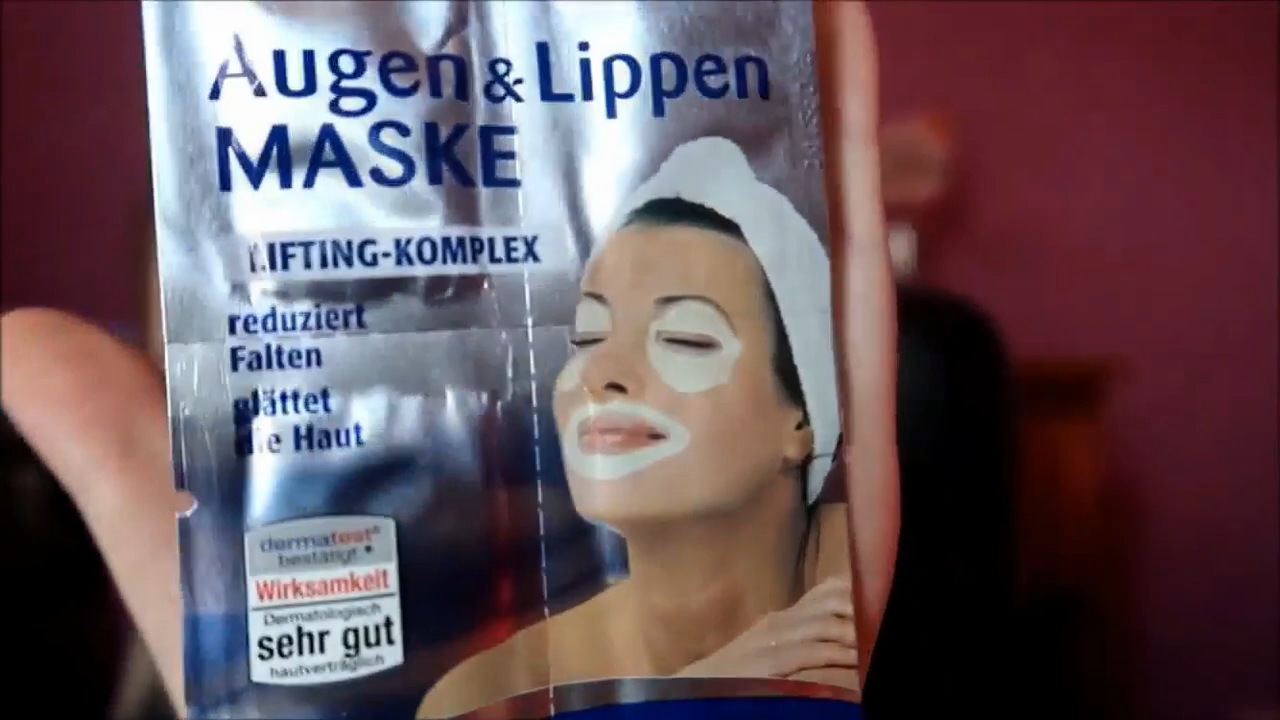 Augen & Lippen
MASKE
LIFTING-KOMPLEX
reduziert
Falten
glättet
die Haut
dermatest®
bestätigt
Wirksamkeit
Dermatologisch
sehr gut
hautverträglich